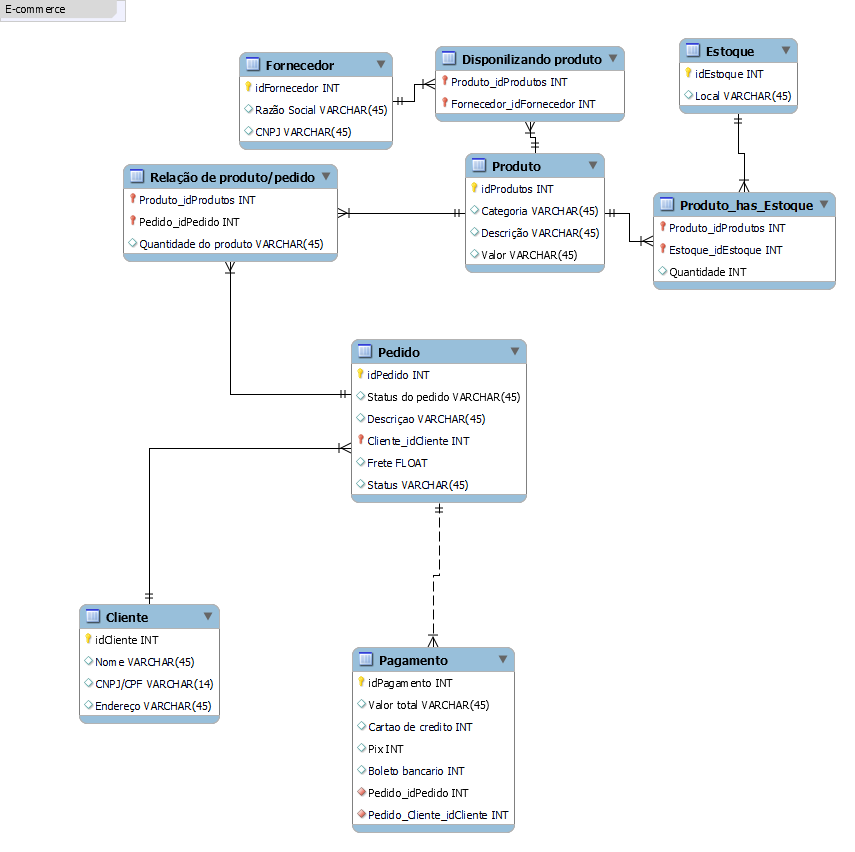 E-commerce
Fornecedor
idFornecedor INT
Razão Social VARCHAR(45)
CNPJ VARCHAR(45)
Disponilizando produto
Produto_idProdutos INT
Fornecedor_idFornecedor INT
Estoque
idEstoque INT
Local VARCHAR(45)
Relação de produto/pedido
Produto_idProdutos INT
Pedido_idPedido INT
Quantidade do produto VARCHAR(45)
Produto
idProdutos INT
Categoria VARCHAR(45)
Descrição VARCHAR(45)
Valor VARCHAR(45)
Produto_has_Estoque
Produto_idProdutos INT
Estoque_idEstoque INT
Quantidade INT
Pedido
idPedido INT
Status do pedido VARCHAR(45)
Descriçao VARCHAR(45)
Cliente_idCliente INT
Frete FLOAT
Status VARCHAR(45)
Cliente
idCliente INT
Nome VARCHAR(45)
CNPJ/CPF VARCHAR(14)
Endereço VARCHAR(45)
Pagamento
idPagamento INT
Valor total VARCHAR(45)
Cartao de credito INT
Pix INT
Boleto bancario INT
Pedido_idPedido INT
Pedido_Cliente_idCliente INT